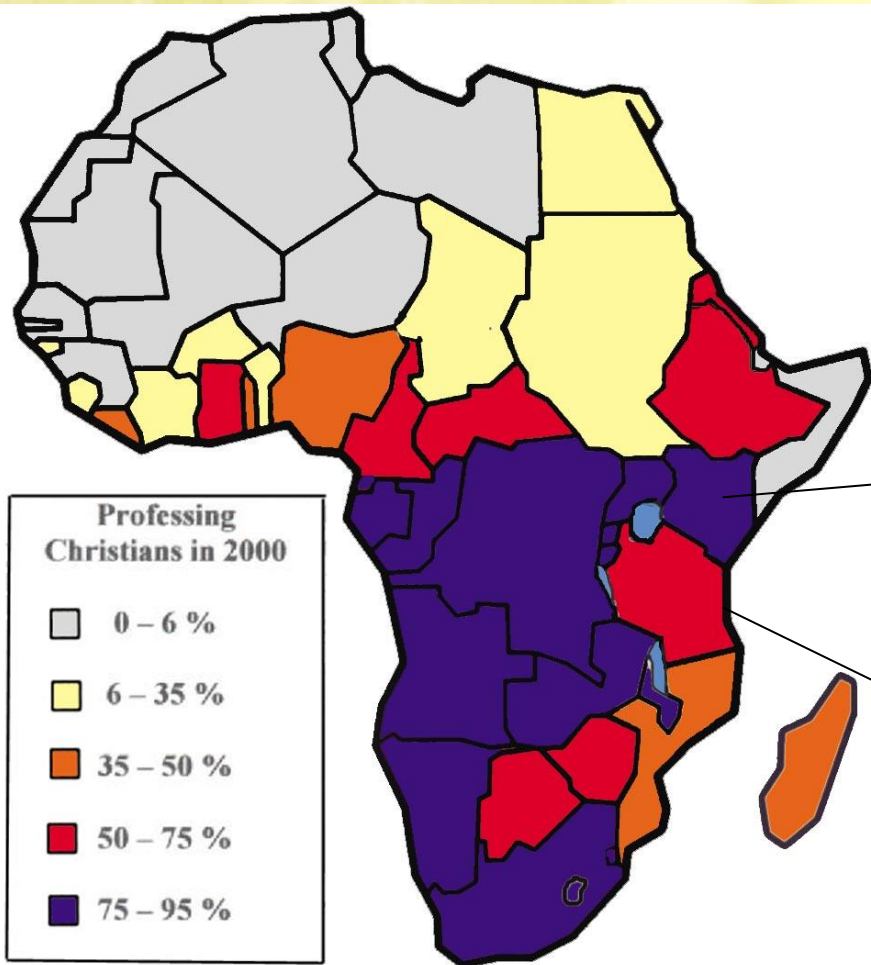 Professing
Christians in 2000
0 – 6 %
6 – 35 %
35 – 50 %
50 – 75 %
75 – 95 %